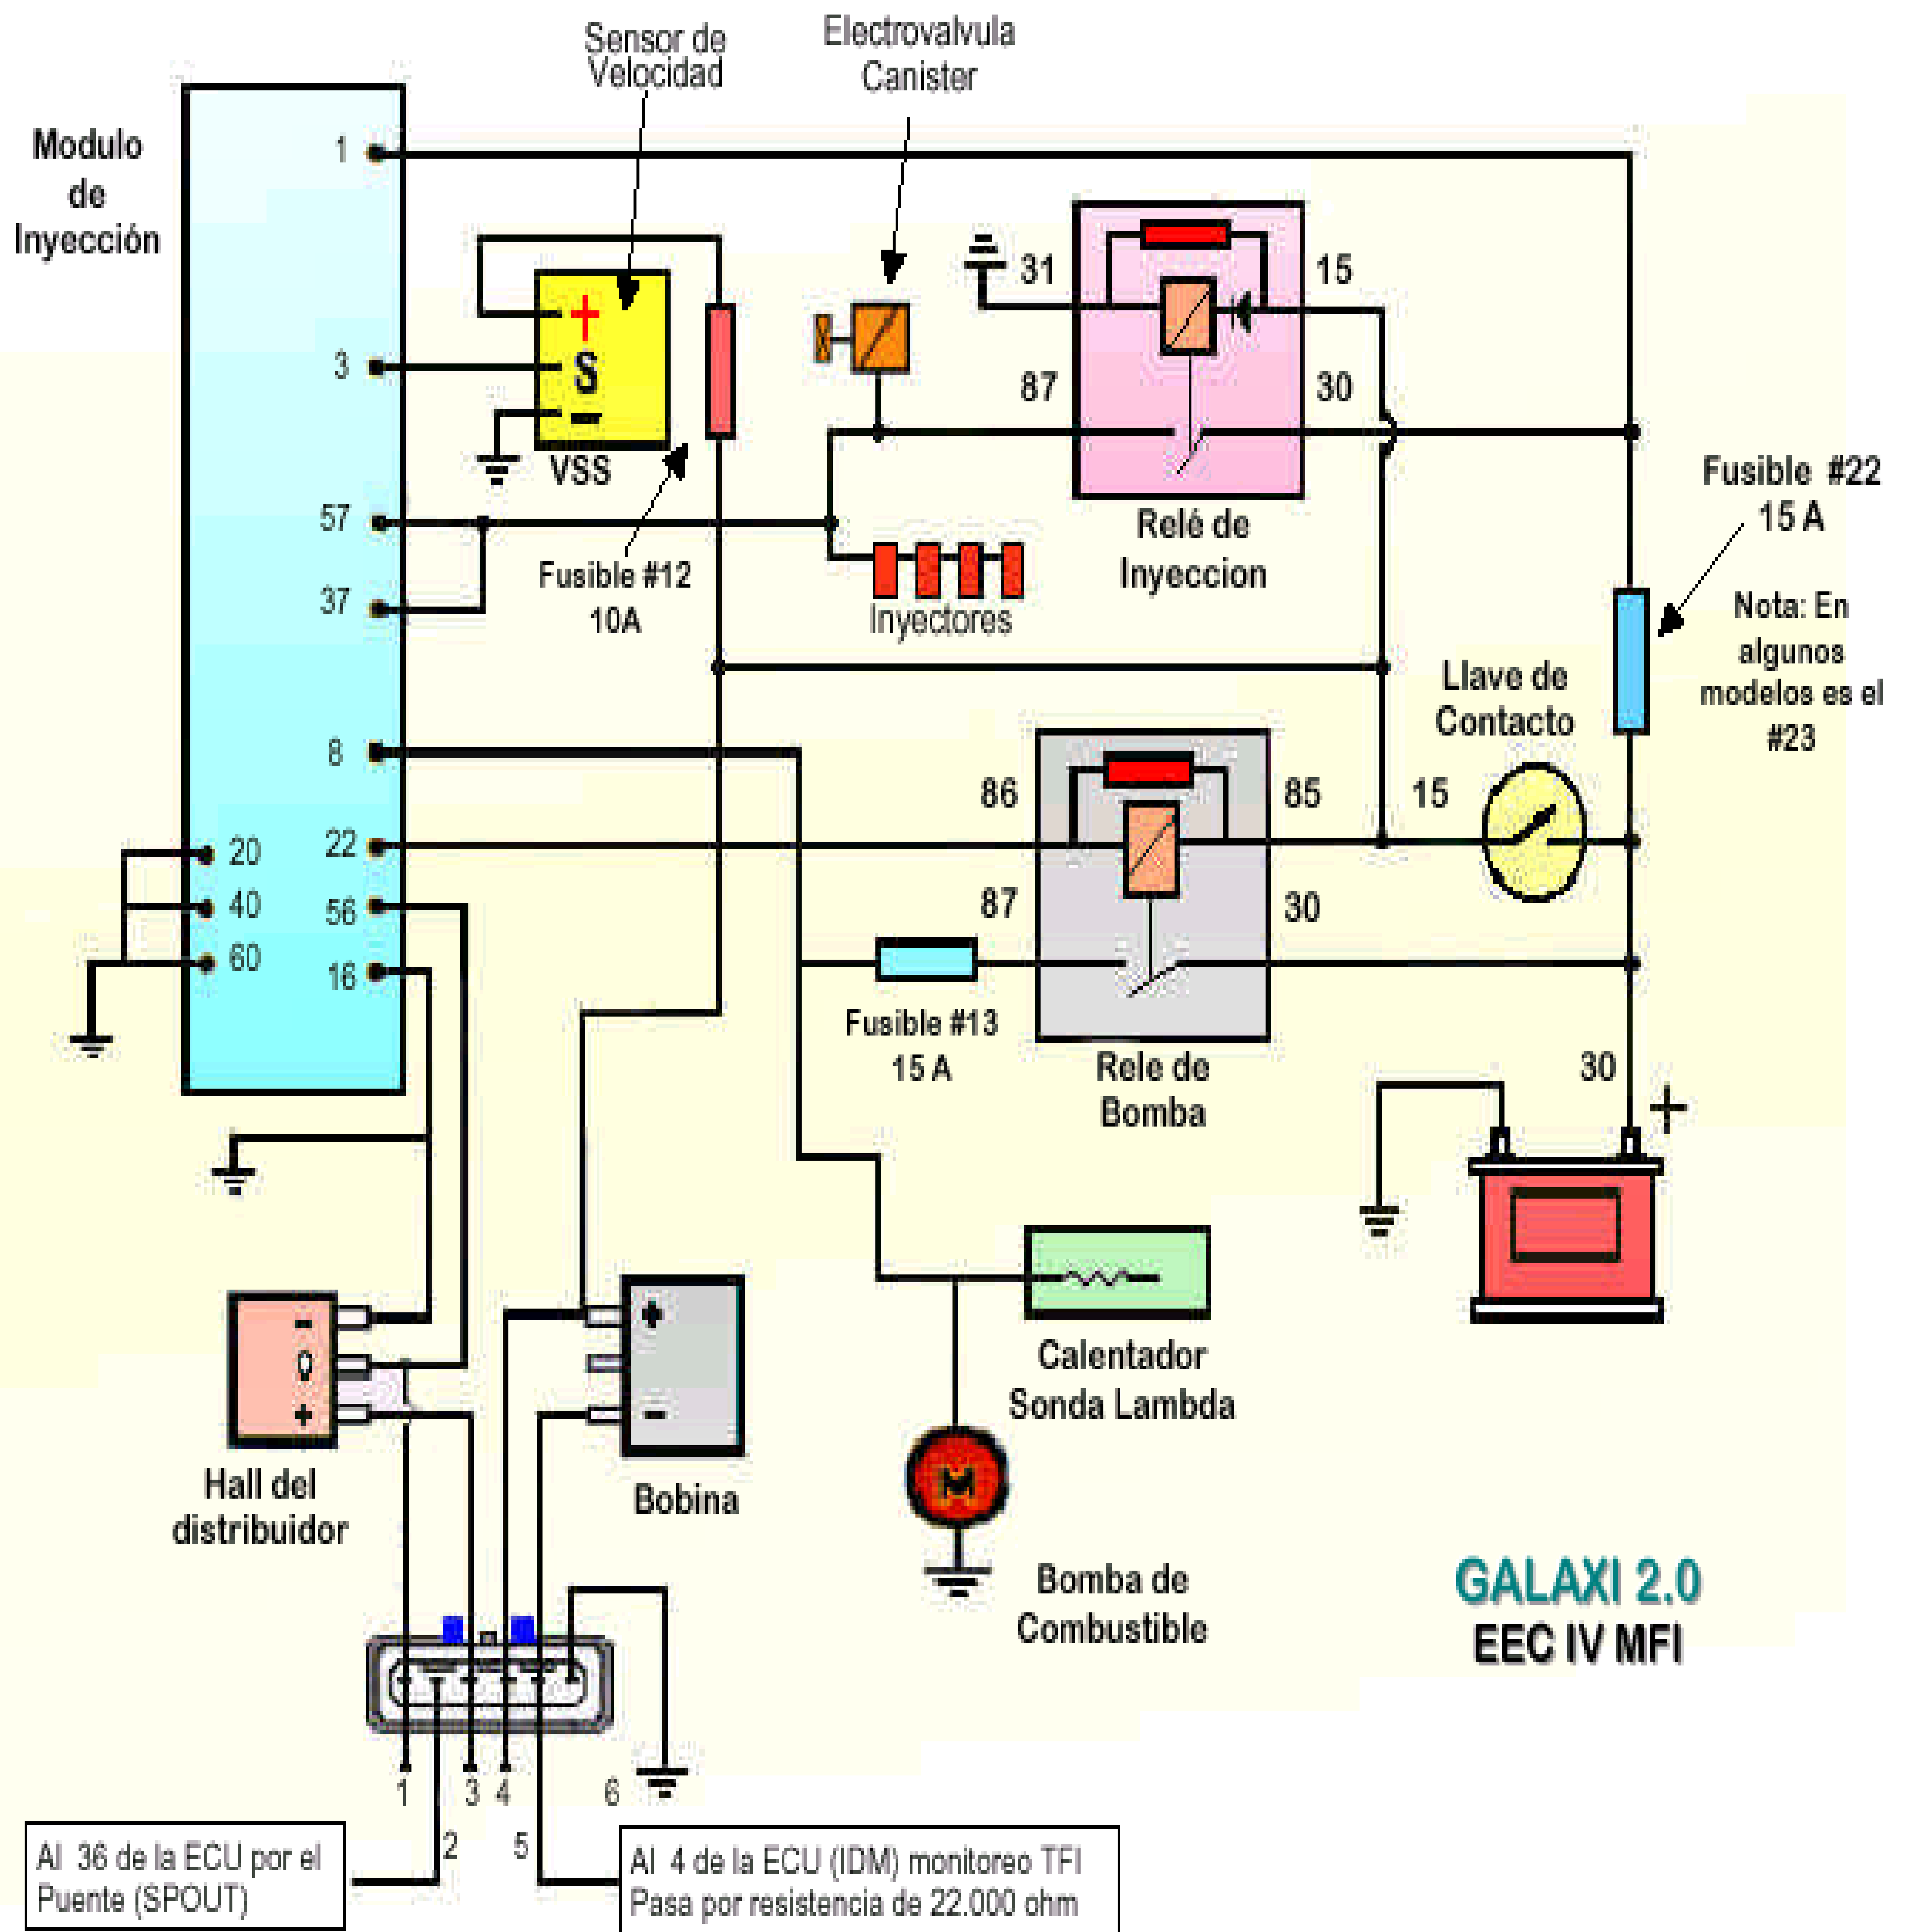 Sensor de
Velocidad
Electrovalvula
Canister
Modulo
de
Inyección
1
3
57
37
8
22
56
16
20
40
60
+
S
-
VSS
Fusible #12
10A
31
15
87
30
Relé de
Inyeccion
Inyectores
Fusible #22
15 A
Nota: En
algunos
modelos es el
#23
Llave de
Contacto
86
85
15
87
30
Fusible #13
15 A
Rele de
Bomba
30
+
-
0
+
Hall del
distribuidor
+
-
Bobina
Calentador
Sonda Lambda
M
Bomba de
Combustible
GALAXI 2.0
EEC IV MFI
1
3
4
6
2
5
Al 36 de la ECU por el
Puente (SPOUT)
Al 4 de la ECU (IDM) monitoreo TFI
Pasa por resistencia de 22.000 ohm